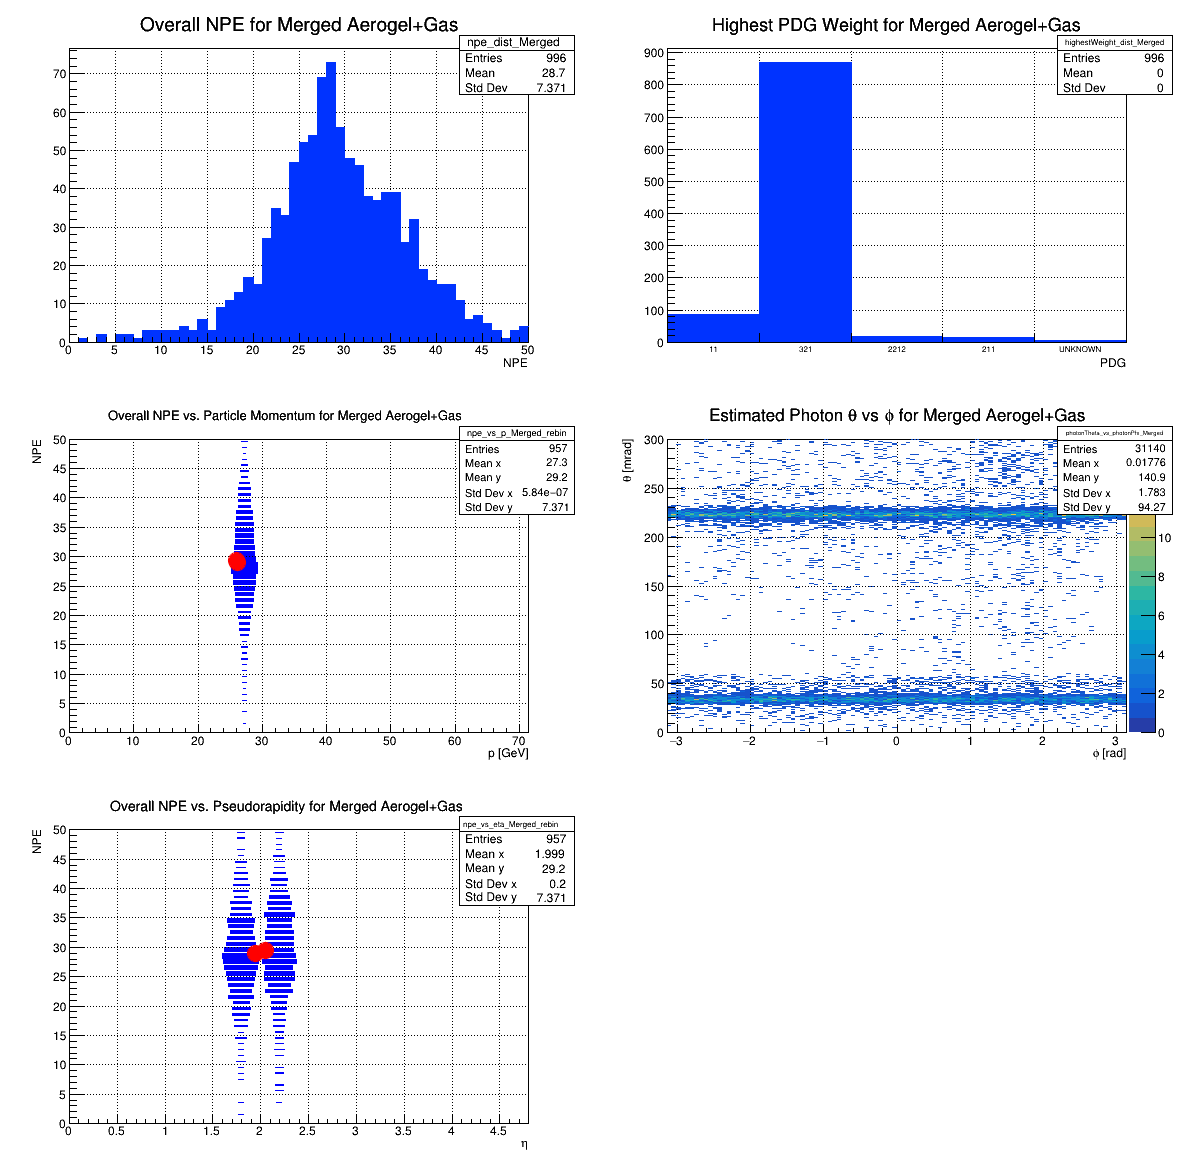 Overall NPE for Merged Aerogel+Gas
npe_dist_Merged
Entries 996
Mean 28.7
Std Dev 7.371
70
60
50
40
30
20
10
0
0 5 10 15 20 25 30 35 40 45 50
NPE
Highest PDG Weight for Merged Aerogel+Gas
highestWeight_dist_Merged
Entries 996
Mean 0
Std Dev 0
900
800
700
600
500
400
300
200
100
0
11 321 2212 211 UNKNOWN
PDG
Overall NPE vs. Particle Momentum for Merged Aerogel+Gas
npe_vs_p_Merged_rebin
Entries 957
Mean x 27.3
Mean y 29.2
Std Dev x 5.84e−07
Std Dev y 7.371
NPE
50
45
40
35
30
25
20
15
10
5
0
0 10 20 30 40 50 60 70
p [GeV]
Estimated Photon θ vs ϕ for Merged Aerogel+Gas
photonTheta_vs_photonPhi_Merged
Entries 31140
Mean x 0.01776
Mean y 140.9
Std Dev x 1.783
Std Dev y 94.27
θ [mrad]
300
250
200
150
100
50
0
−3 −2 −1 0 1 2 3
ϕ [rad]
10
8
6
4
2
0
Overall NPE vs. Pseudorapidity for Merged Aerogel+Gas
npe_vs_eta_Merged_rebin
Entries 957
Mean x 1.999
Mean y 29.2
Std Dev x 0.2
Std Dev y 7.371
NPE
50
45
40
35
30
25
20
15
10
5
0
0 0.5 1 1.5 2 2.5 3 3.5 4 4.5
η